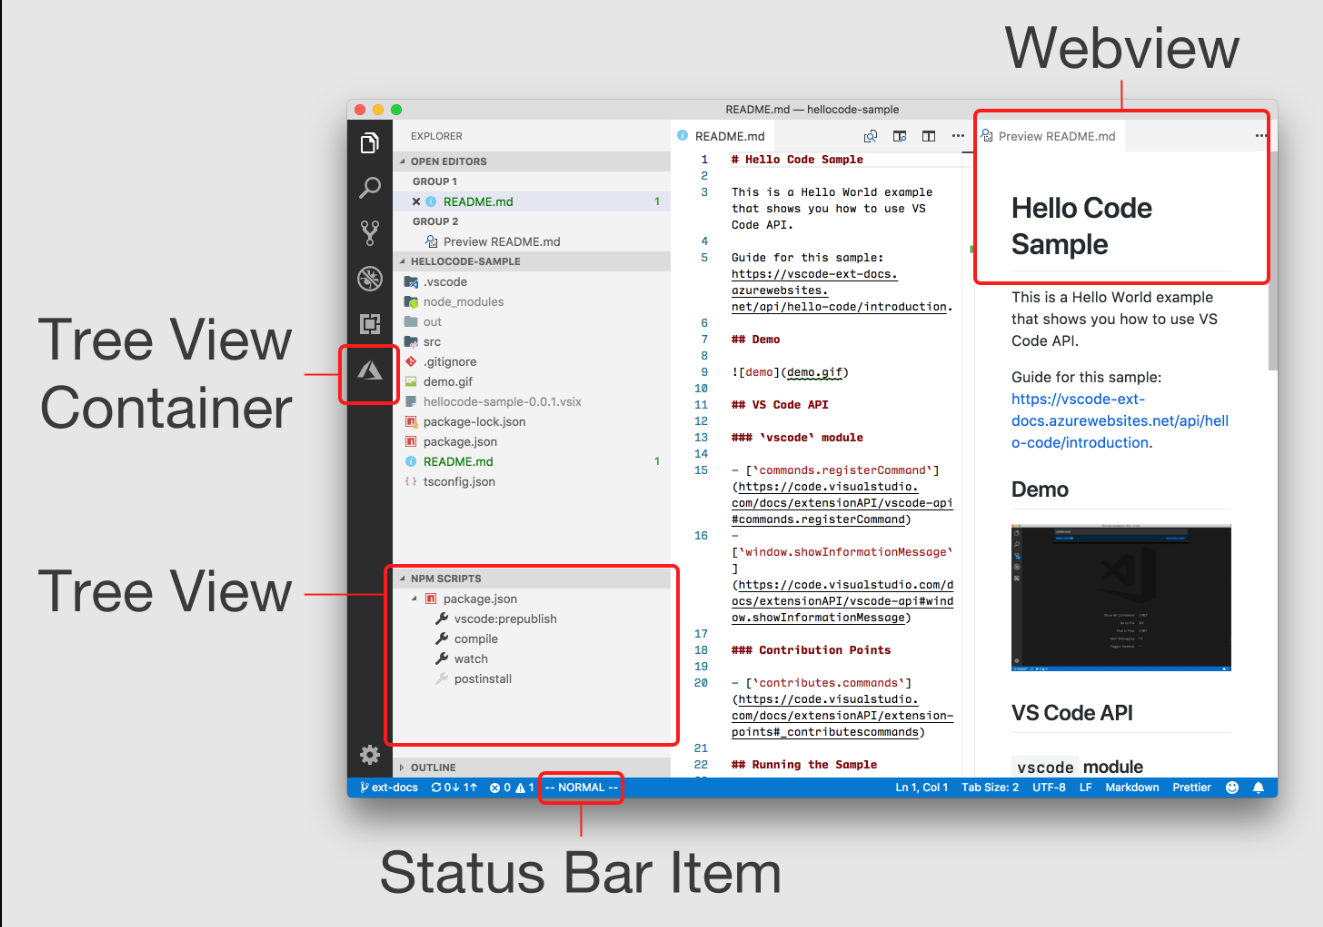 Webview
README.md — hellocode-sample
EXPLORER
OPEN EDITORS
GROUP 1
README.md 1
GROUP 2
Preview README.md
HELLOCODE-SAMPLE
.vscode
node_modules
out
src
.gitignore
demo.gif
hellocode-sample-0.0.1.vsix
package-lock.json
package.json
README.md 1
tsconfig.json
NPM SCRIPTS
package.json
vscode:prepublish
compile
watch
postinstall
OUTLINE
Tree View
Container
Tree View
README.md
1 # Hello Code Sample
2
3 This is a Hello World example
that shows you how to use VS
Code API.
4
5 Guide for this sample:
https://vscode-ext-docs.
azurewebsites.
net/api/hello-code/introduction.
6
7 ## Demo
8
9 ![demo](demo.gif)
10
11 ## VS Code API
12
13 ### `vscode` module
14
15 - [`commands.registerCommand`]
(https://code.visualstudio.
com/docs/extensionAPI/vscode-api
#commands.registerCommand)
16 -
[`window.showInformationMessage`
]
(https://code.visualstudio.com/d
ocs/extensionAPI/vscode-api#wind
ow.showInformationMessage)
17
18 ### Contribution Points
19
20 - [`contributes.commands`]
(https://code.visualstudio.
com/docs/extensionAPI/extension-
points#_contributescommands)
21
22 ## Running the Sample
Preview README.md
Hello Code
Sample
This is a Hello World example
that shows you how to use VS
Code API.
Guide for this sample:
https://vscode-ext-
docs.azurewebsites.net/api/hell
o-code/introduction.
Demo
VS Code API
vscode module
ext-docs 0↓ 1↑ 0 1 -- NORMAL -- Ln 1, Col 1 Tab Size: 2 UTF-8 LF Markdown Prettier
Status Bar Item